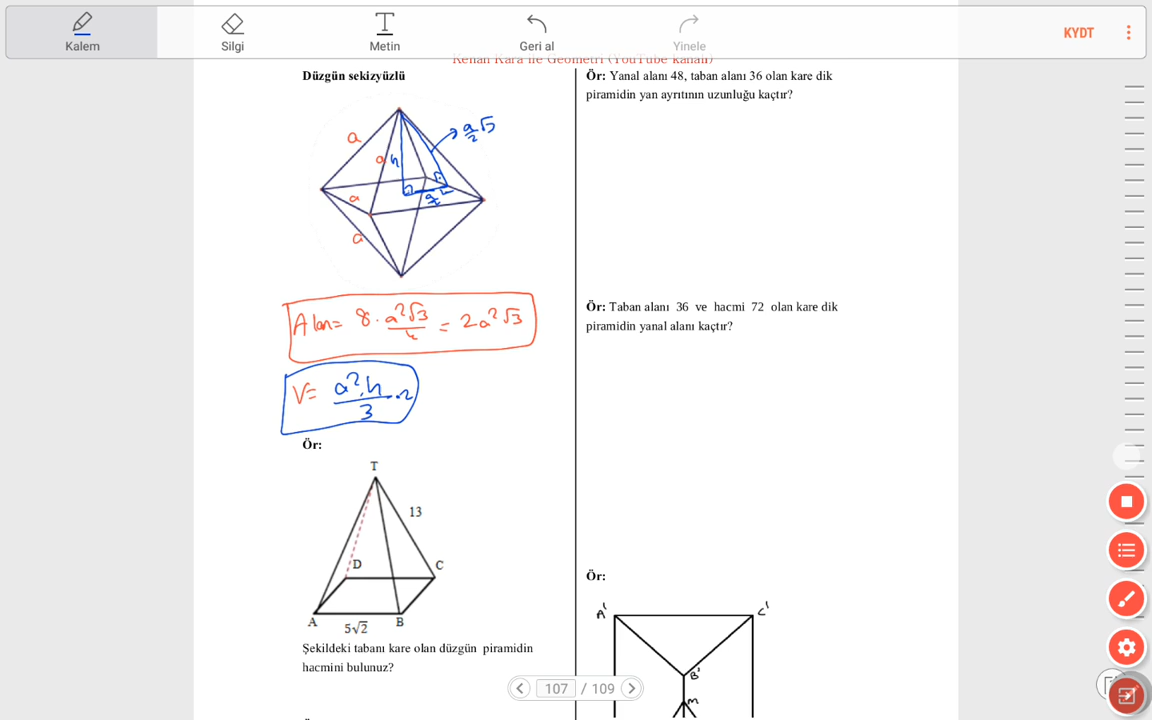 Kalem
Silgi
Metin
Geri al
Yinele
KYDT
Kenan Kara ile Geometri (YouTube kanalı)
Düzgün sekizyüzlü
a
a
a
a
h
a/2 √3
a/2
Alan = 8 · a²√3/4 = 2a²√3
V = a²·h/3 · 2
Ör:
T
13
D
C
A
B
5√2
Şekildeki tabanı kare olan düzgün piramidin
hacmini bulunuz?
Ör: Yanal alanı 48, taban alanı 36 olan kare dik
piramidin yan ayrıtının uzunluğu kaçtır?
Ör: Taban alanı 36 ve hacmi 72 olan kare dik
piramidin yanal alanı kaçtır?
Ör:
A'
C'
B'
M
107 / 109